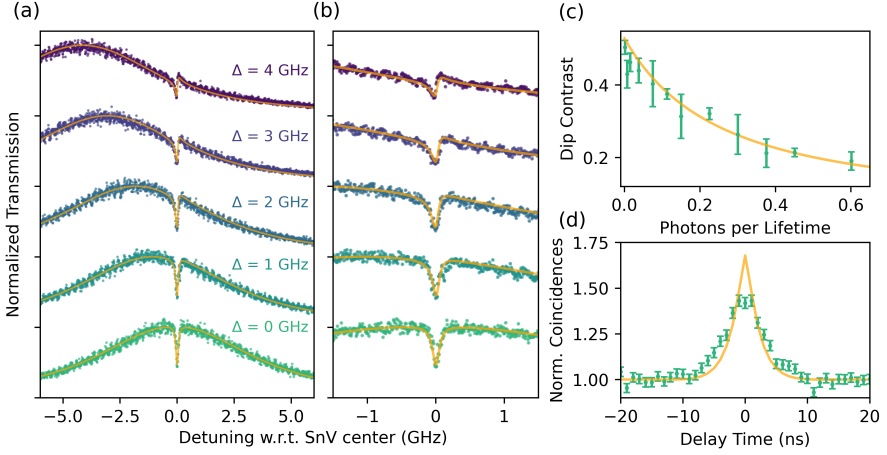 (a)
Normalized Transmission
Δ = 4 GHz
Δ = 3 GHz
Δ = 2 GHz
Δ = 1 GHz
Δ = 0 GHz
−5.0 −2.5 0.0 2.5 5.0
(b)
−1 0 1
Detuning w.r.t. SnV center (GHz)
(c)
Dip Contrast
0.4
0.2
0.0 0.2 0.4 0.6
Photons per Lifetime
(d)
Norm. Coincidences
1.75
1.50
1.25
1.00
−20 −10 0 10 20
Delay Time (ns)